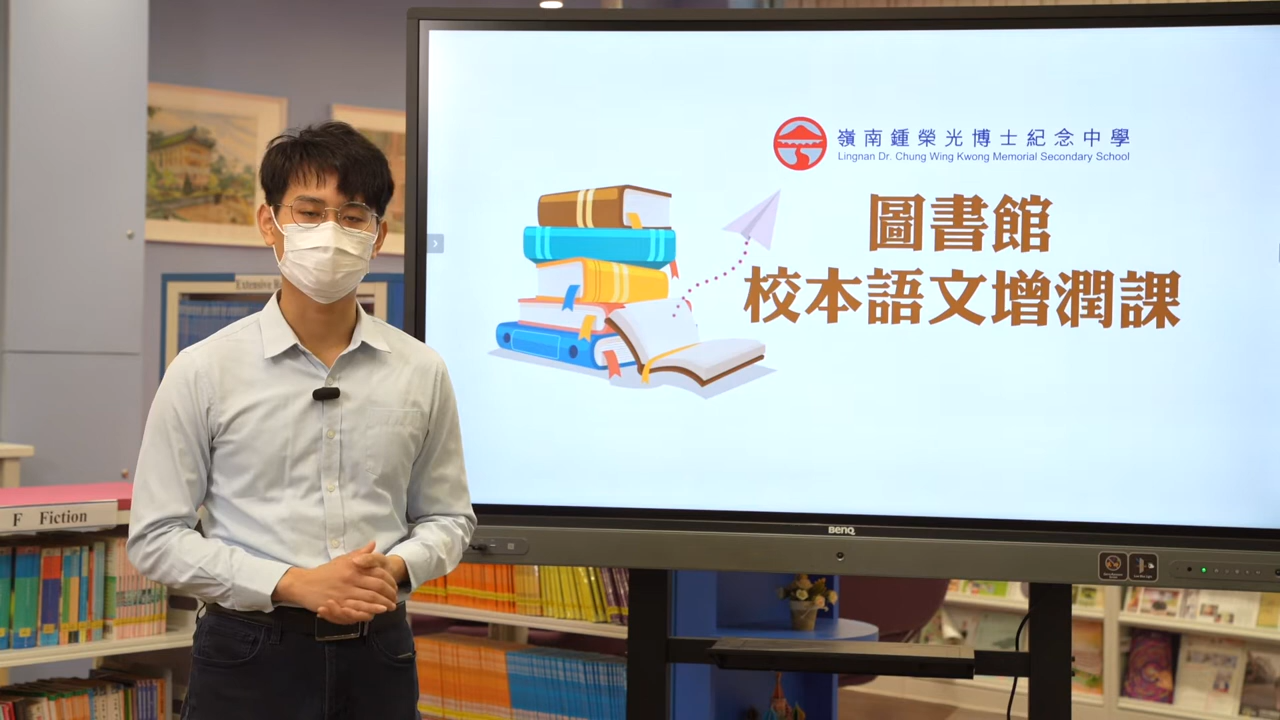 嶺南鍾榮光博士紀念中學
Lingnan Dr. Chung Wing Kwong Memorial Secondary School
圖書館
校本語文增潤課
Extensive
F Fiction
BenQ